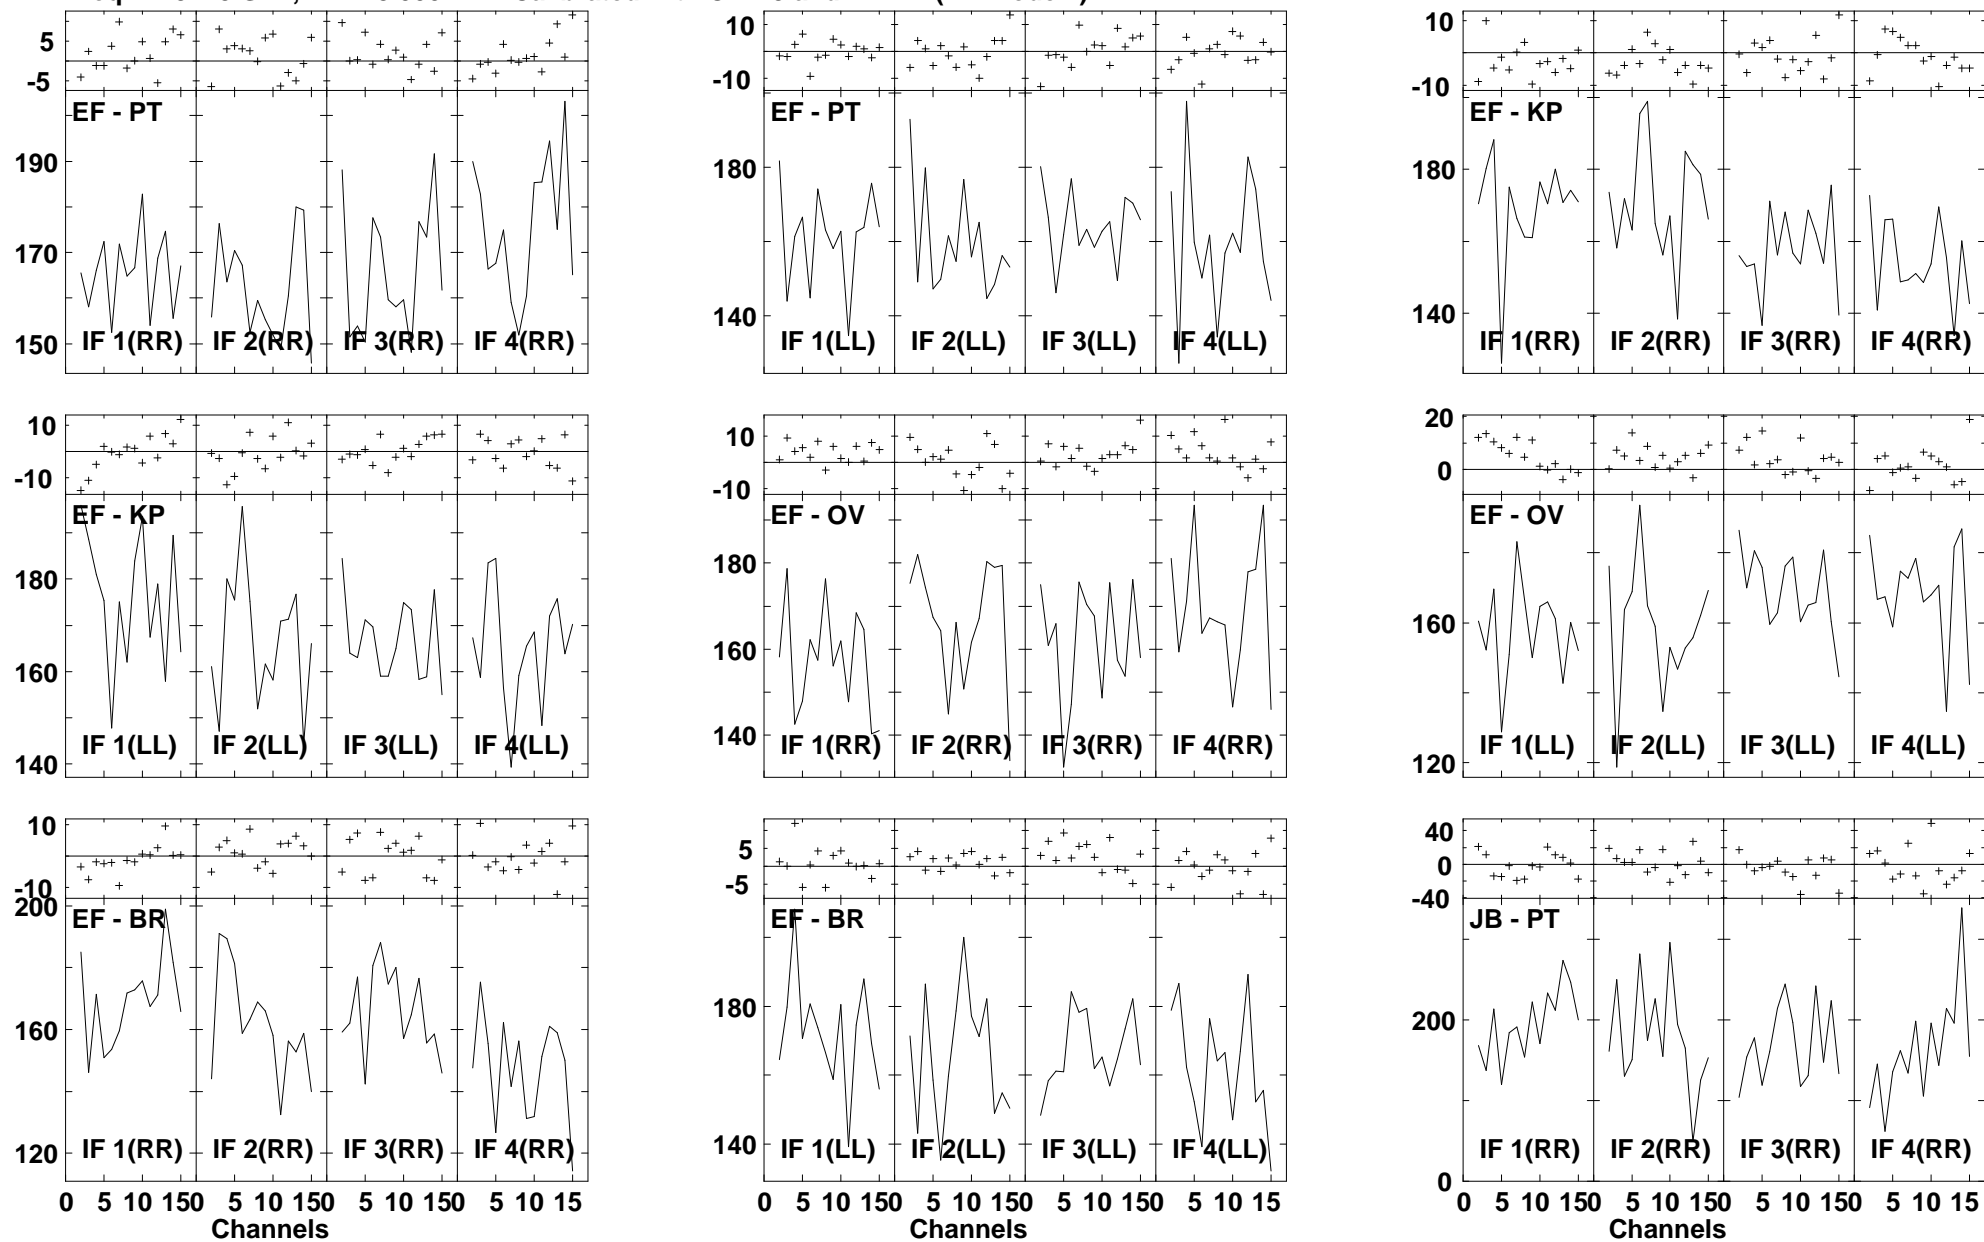 5
-5
EF - PT
190
170
150
IF 1(RR) IF 2(RR) IF 3(RR) IF 4(RR)
10
-10
EF - PT
180
140
IF 1(LL) IF 2(LL) IF 3(LL) IF 4(LL)
10
-10
EF - KP
180
140
IF 1(RR) IF 2(RR) IF 3(RR) IF 4(RR)
10
-10
EF - KP
180
160
140
IF 1(LL) IF 2(LL) IF 3(LL) IF 4(LL)
10
-10
EF - OV
180
160
140
IF 1(RR) IF 2(RR) IF 3(RR) IF 4(RR)
20
0
EF - OV
160
120
IF 1(LL) IF 2(LL) IF 3(LL) IF 4(LL)
10
-10
200
EF - BR
160
120
IF 1(RR) IF 2(RR) IF 3(RR) IF 4(RR)
0 5 10 150 5 10 150 5 10 150 5 10 15
Channels
5
-5
EF - BR
180
140
IF 1(LL) IF 2(LL) IF 3(LL) IF 4(LL)
0 5 10 150 5 10 150 5 10 150 5 10 15
Channels
40
0
-40
JB - PT
200
0
IF 1(RR) IF 2(RR) IF 3(RR) IF 4(RR)
0 5 10 150 5 10 150 5 10 150 5 10 15
Channels